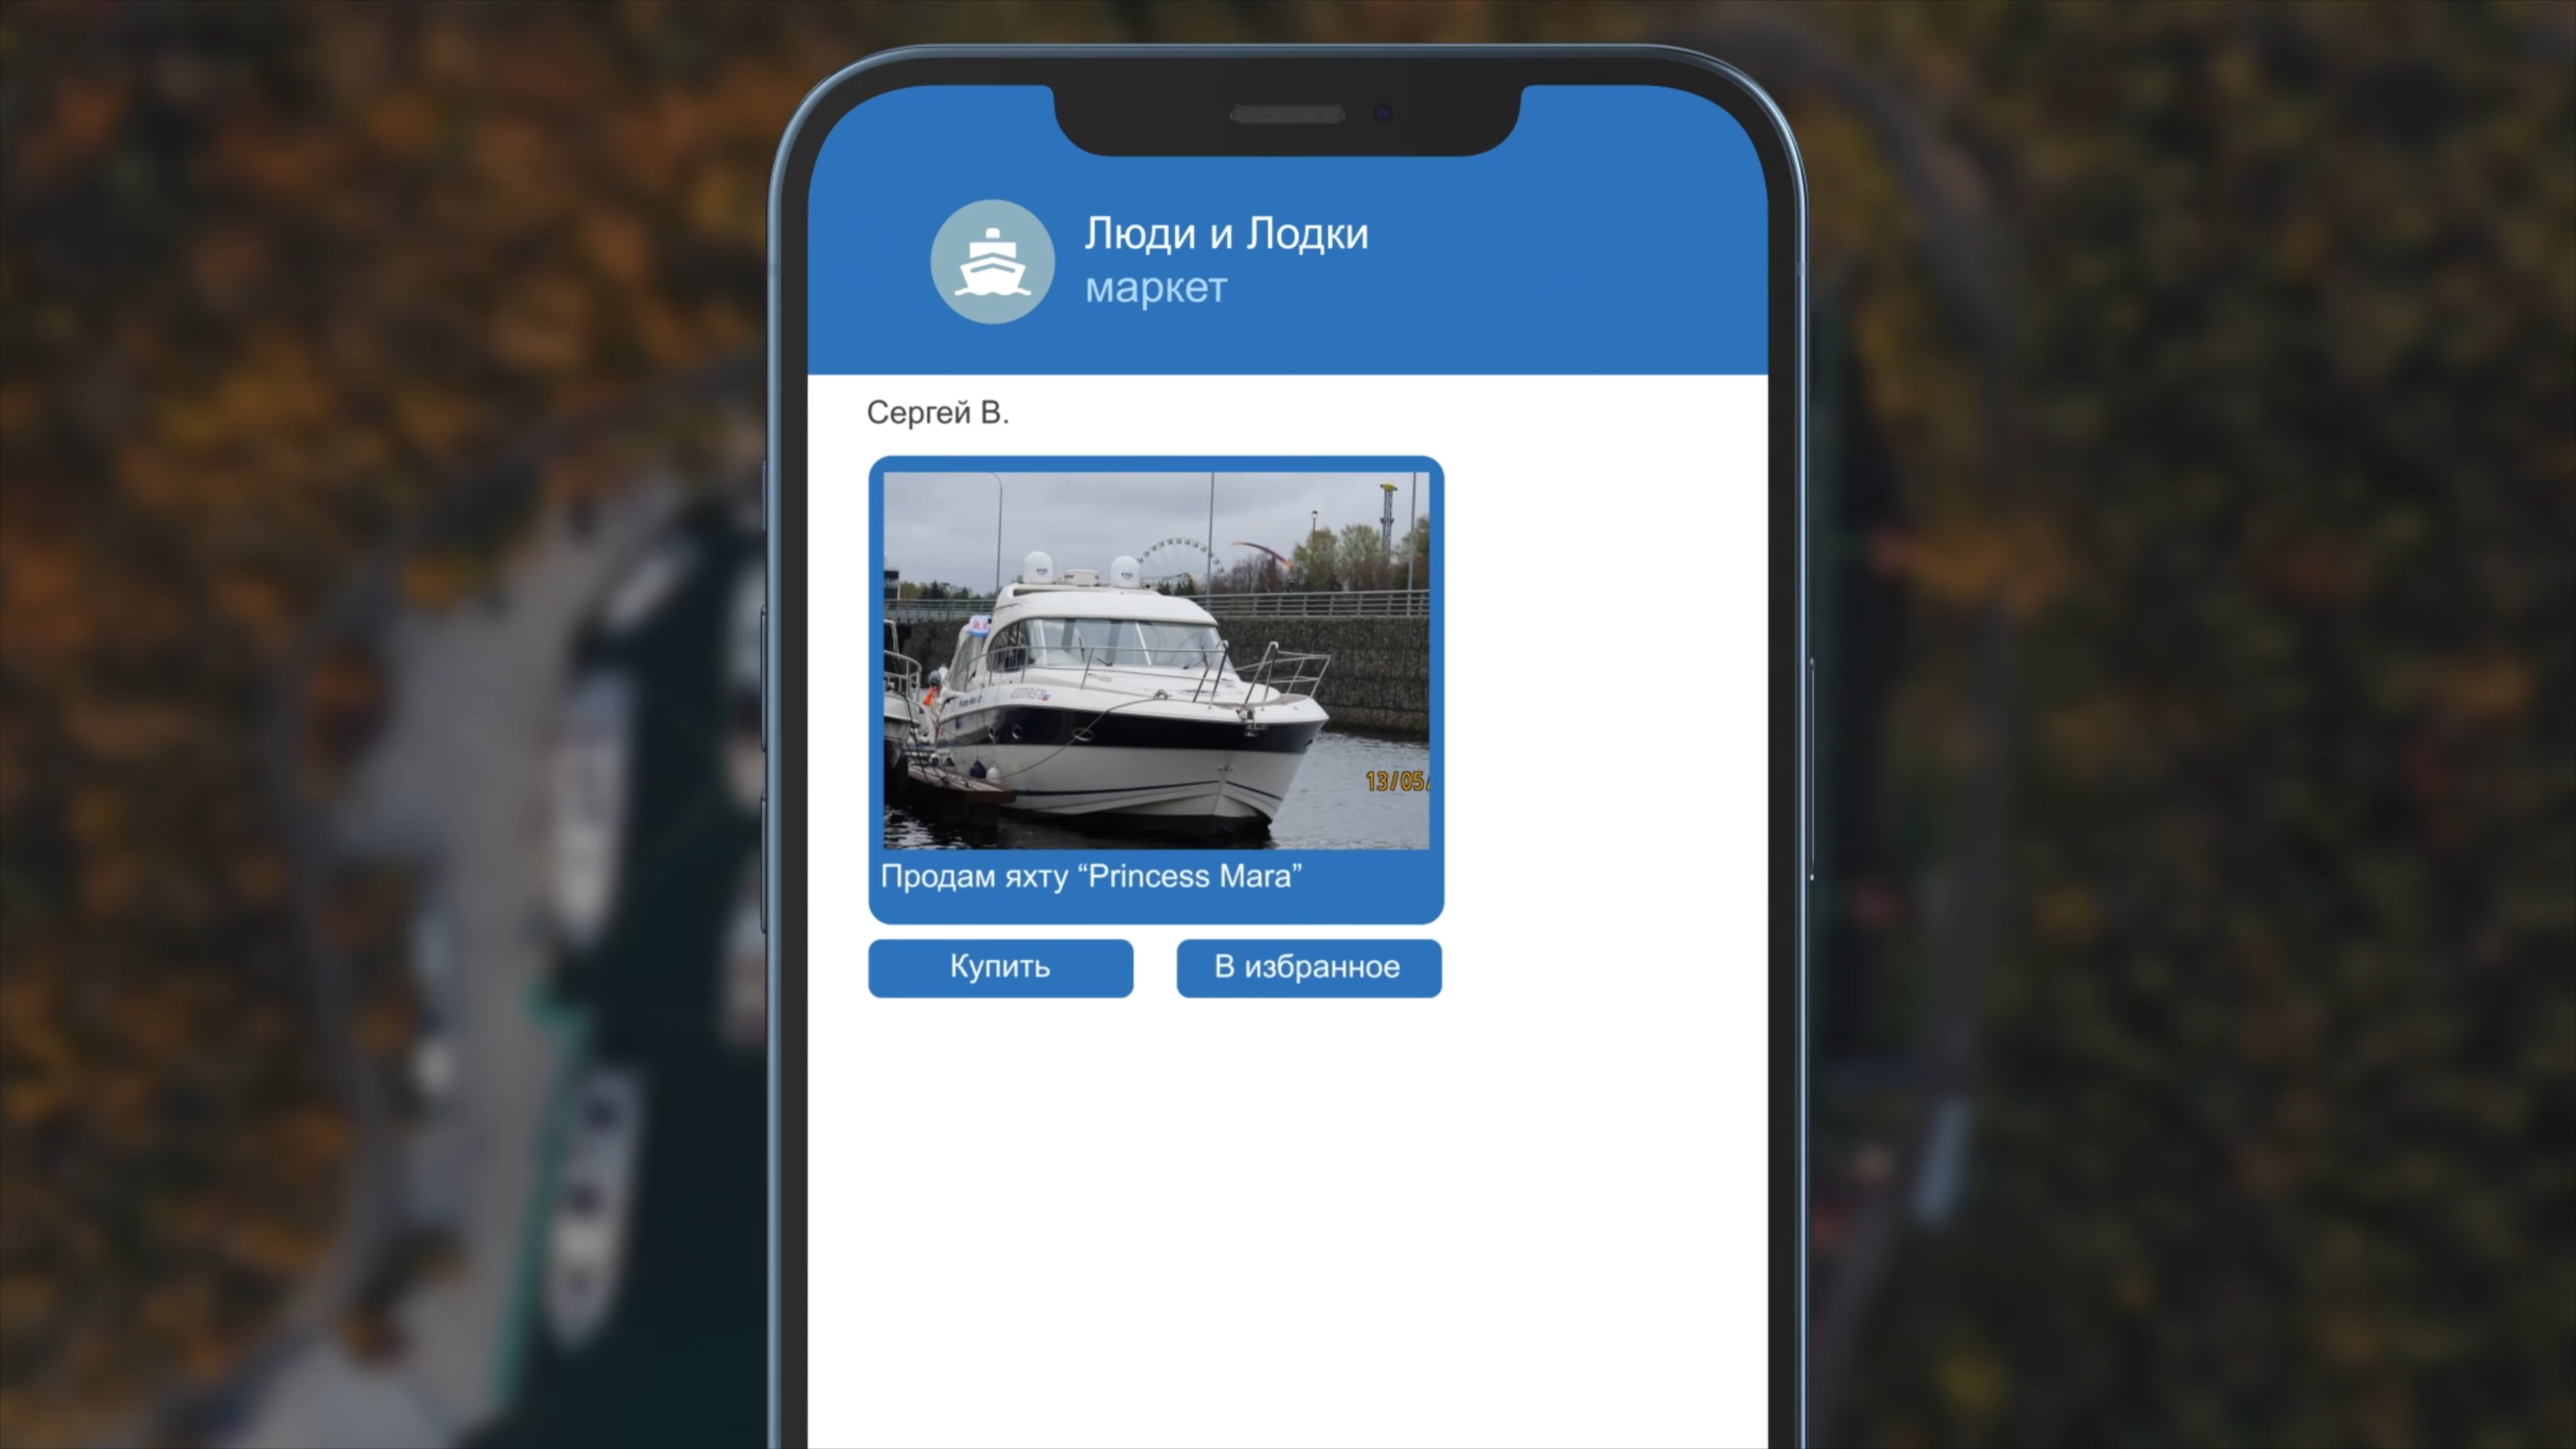 Люди и Лодки
маркет
Сергей В.
13/05/
Продам яхту “Princess Mara”
Купить
В избранное